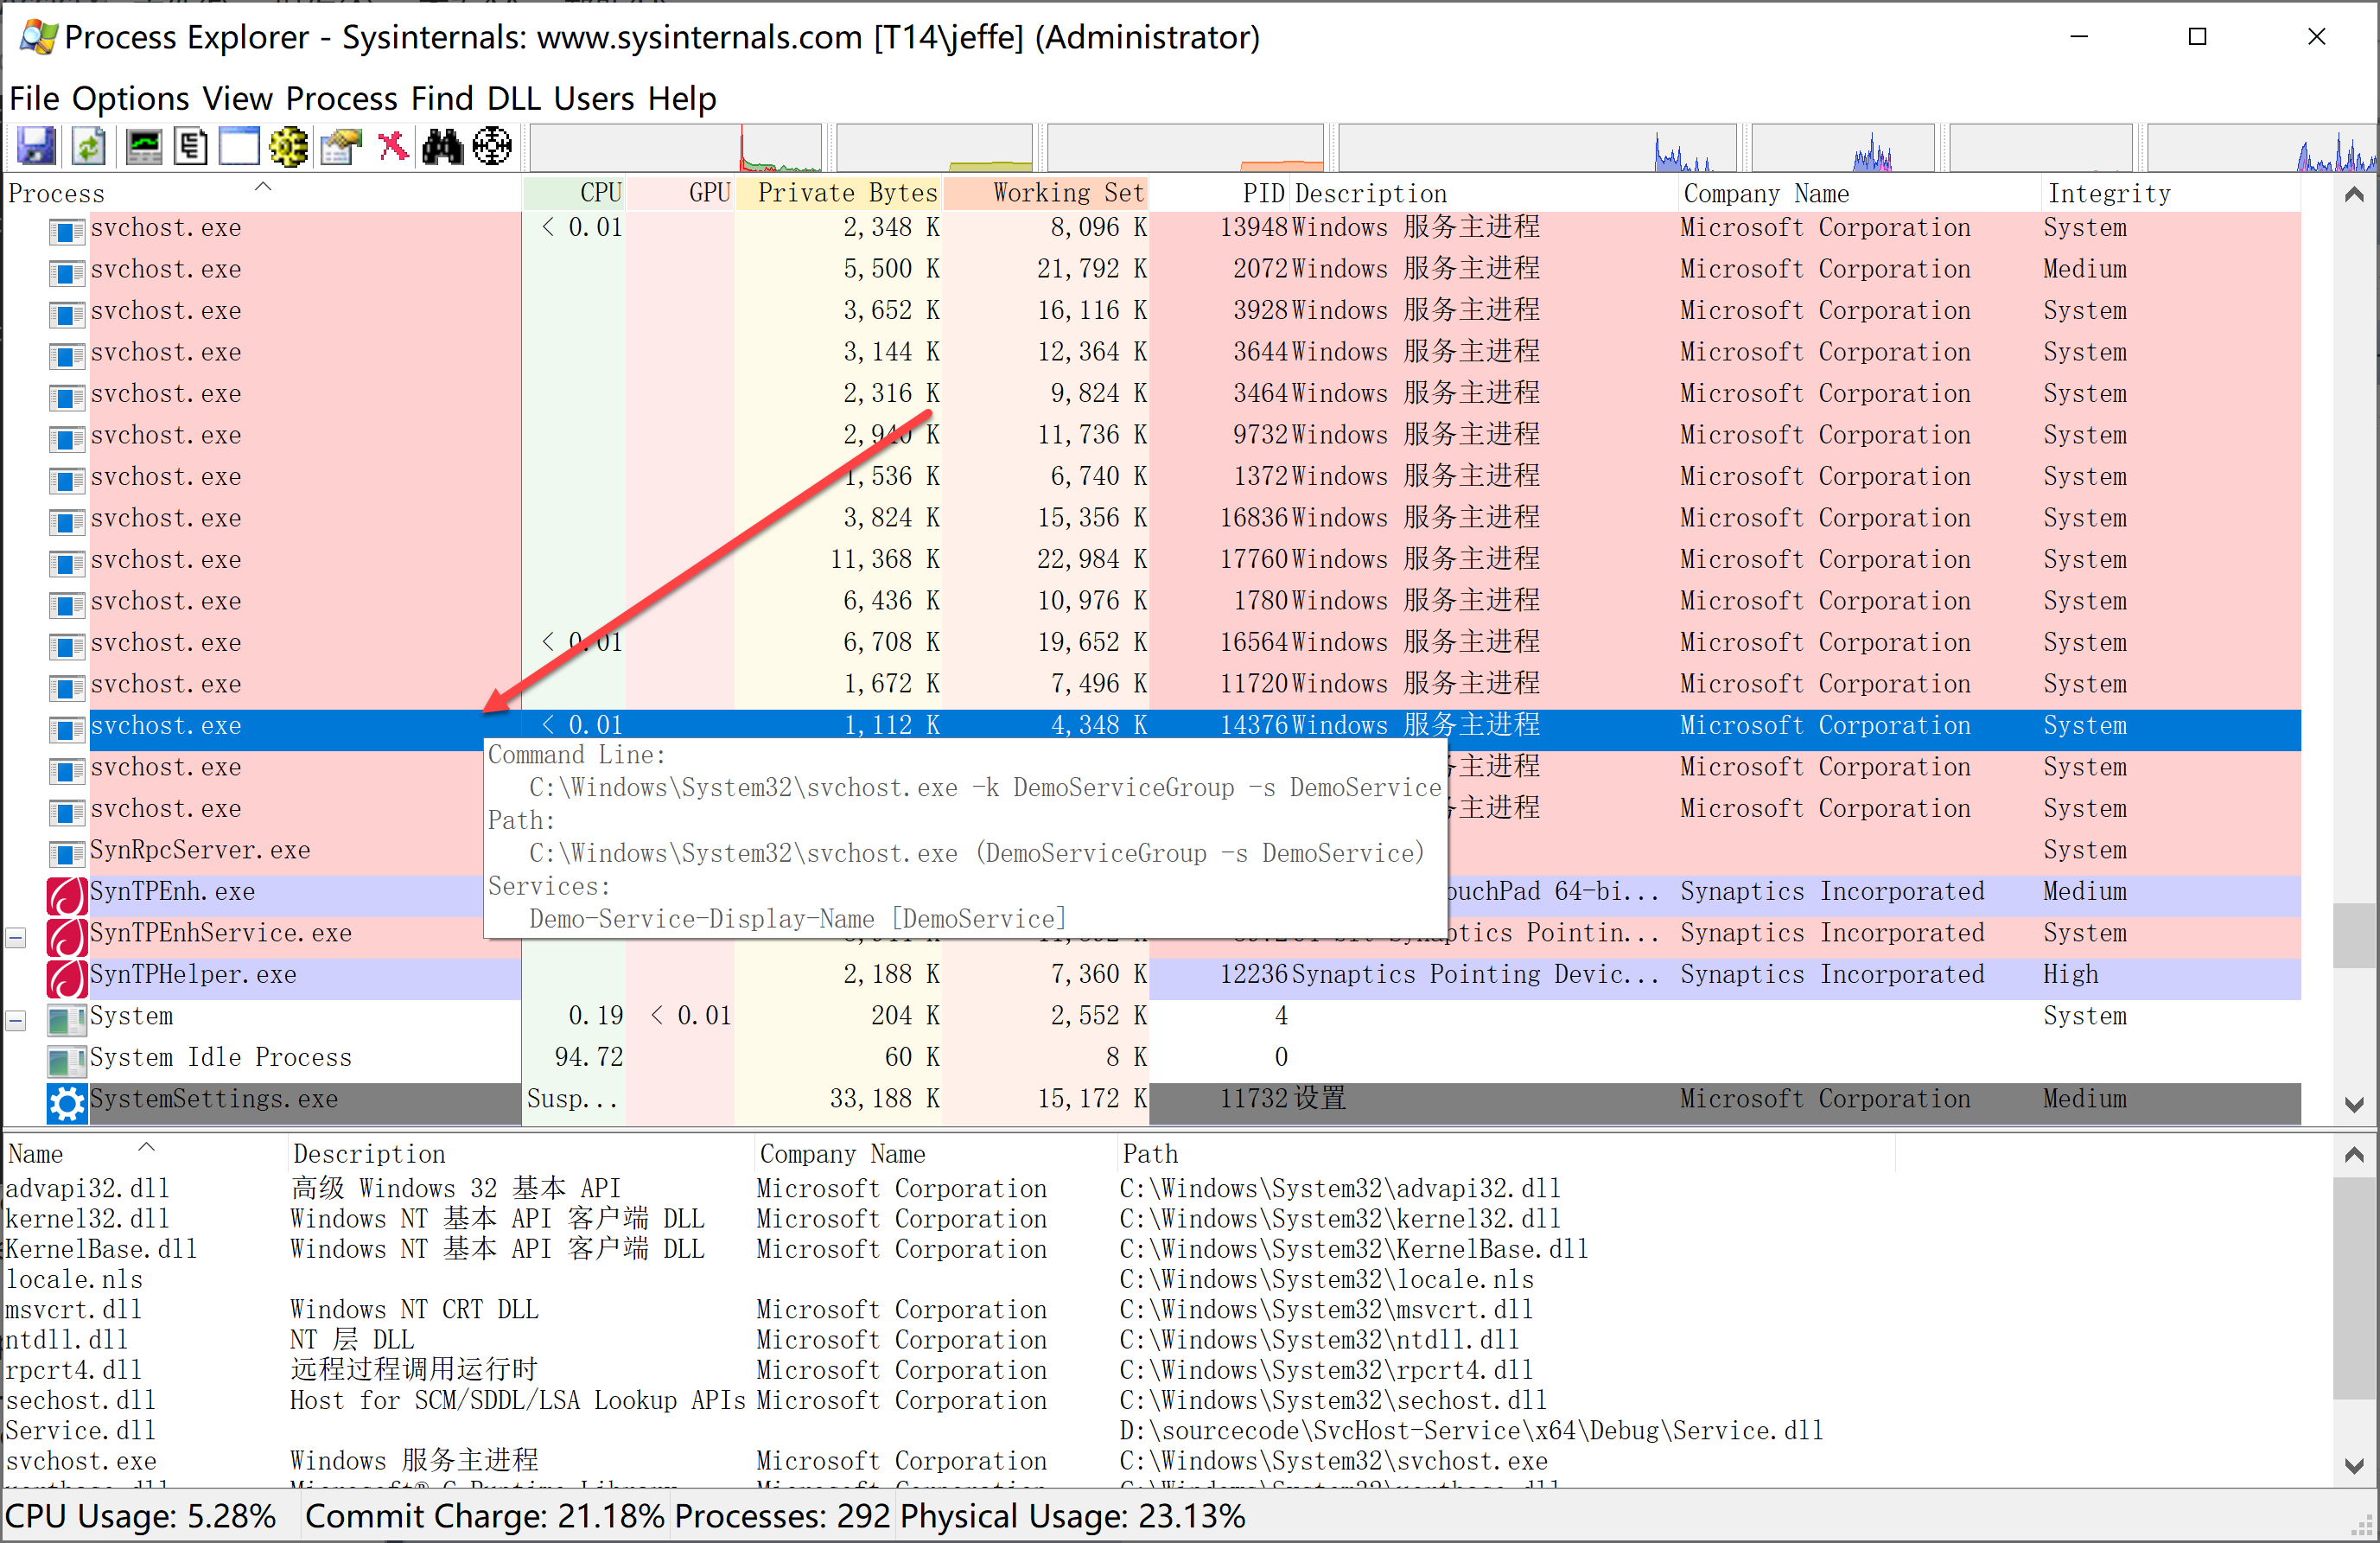 Process Explorer - Sysinternals: www.sysinternals.com [T14\jeffe] (Administrator)
File Options View Process Find DLL Users Help
Process CPU GPU Private Bytes Working Set PID Description Company Name Integrity
svchost.exe < 0.01 2,348 K 8,096 K 13948 Windows 服务主进程 Microsoft Corporation System
svchost.exe 5,500 K 21,792 K 2072 Windows 服务主进程 Microsoft Corporation Medium
svchost.exe 3,652 K 16,116 K 3928 Windows 服务主进程 Microsoft Corporation System
svchost.exe 3,144 K 12,364 K 3644 Windows 服务主进程 Microsoft Corporation System
svchost.exe 2,316 K 9,824 K 3464 Windows 服务主进程 Microsoft Corporation System
svchost.exe 2,940 K 11,736 K 9732 Windows 服务主进程 Microsoft Corporation System
svchost.exe 1,536 K 6,740 K 1372 Windows 服务主进程 Microsoft Corporation System
svchost.exe 3,824 K 15,356 K 16836 Windows 服务主进程 Microsoft Corporation System
svchost.exe 11,368 K 22,984 K 17760 Windows 服务主进程 Microsoft Corporation System
svchost.exe 6,436 K 10,976 K 1780 Windows 服务主进程 Microsoft Corporation System
svchost.exe < 0.01 6,708 K 19,652 K 16564 Windows 服务主进程 Microsoft Corporation System
svchost.exe 1,672 K 7,496 K 11720 Windows 服务主进程 Microsoft Corporation System
svchost.exe < 0.01 1,112 K 4,348 K 14376 Windows 服务主进程 Microsoft Corporation System
svchost.exe 主进程 Microsoft Corporation System
svchost.exe 主进程 Microsoft Corporation System
SynRpcServer.exe System
SynTPEnh.exe ouchPad 64-bi... Synaptics Incorporated Medium
SynTPEnhService.exe Synaptics Pointin... Synaptics Incorporated System
SynTPHelper.exe 2,188 K 7,360 K 12236 Synaptics Pointing Devic... Synaptics Incorporated High
System 0.19 < 0.01 204 K 2,552 K 4 System
System Idle Process 94.72 60 K 8 K 0
SystemSettings.exe Susp... 33,188 K 15,172 K 11732 设置 Microsoft Corporation Medium
Command Line:
C:\Windows\System32\svchost.exe -k DemoServiceGroup -s DemoService
Path:
C:\Windows\System32\svchost.exe (DemoServiceGroup -s DemoService)
Services:
Demo-Service-Display-Name [DemoService]
Name Description Company Name Path
advapi32.dll 高级 Windows 32 基本 API Microsoft Corporation C:\Windows\System32\advapi32.dll
kernel32.dll Windows NT 基本 API 客户端 DLL Microsoft Corporation C:\Windows\System32\kernel32.dll
KernelBase.dll Windows NT 基本 API 客户端 DLL Microsoft Corporation C:\Windows\System32\KernelBase.dll
locale.nls C:\Windows\System32\locale.nls
msvcrt.dll Windows NT CRT DLL Microsoft Corporation C:\Windows\System32\msvcrt.dll
ntdll.dll NT 层 DLL Microsoft Corporation C:\Windows\System32\ntdll.dll
rpcrt4.dll 远程过程调用运行时 Microsoft Corporation C:\Windows\System32\rpcrt4.dll
sechost.dll Host for SCM/SDDL/LSA Lookup APIs Microsoft Corporation C:\Windows\System32\sechost.dll
Service.dll D:\sourcecode\SvcHost-Service\x64\Debug\Service.dll
svchost.exe Windows 服务主进程 Microsoft Corporation C:\Windows\System32\svchost.exe
CPU Usage: 5.28% Commit Charge: 21.18% Processes: 292 Physical Usage: 23.13%